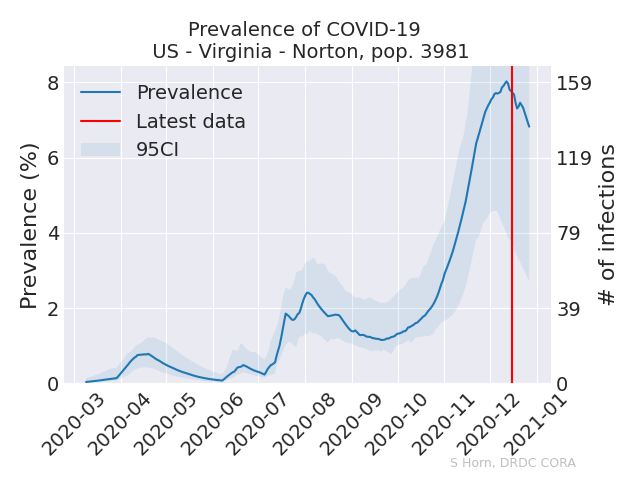 Prevalence of COVID-19
US - Virginia - Norton, pop. 3981
Prevalence
Latest data
95CI
Prevalence (%)
8
6
4
2
0
159
119
79
39
0
# of infections
2020-03
2020-04
2020-05
2020-06
2020-07
2020-08
2020-09
2020-10
2020-11
2020-12
2021-01
S Horn, DRDC CORA